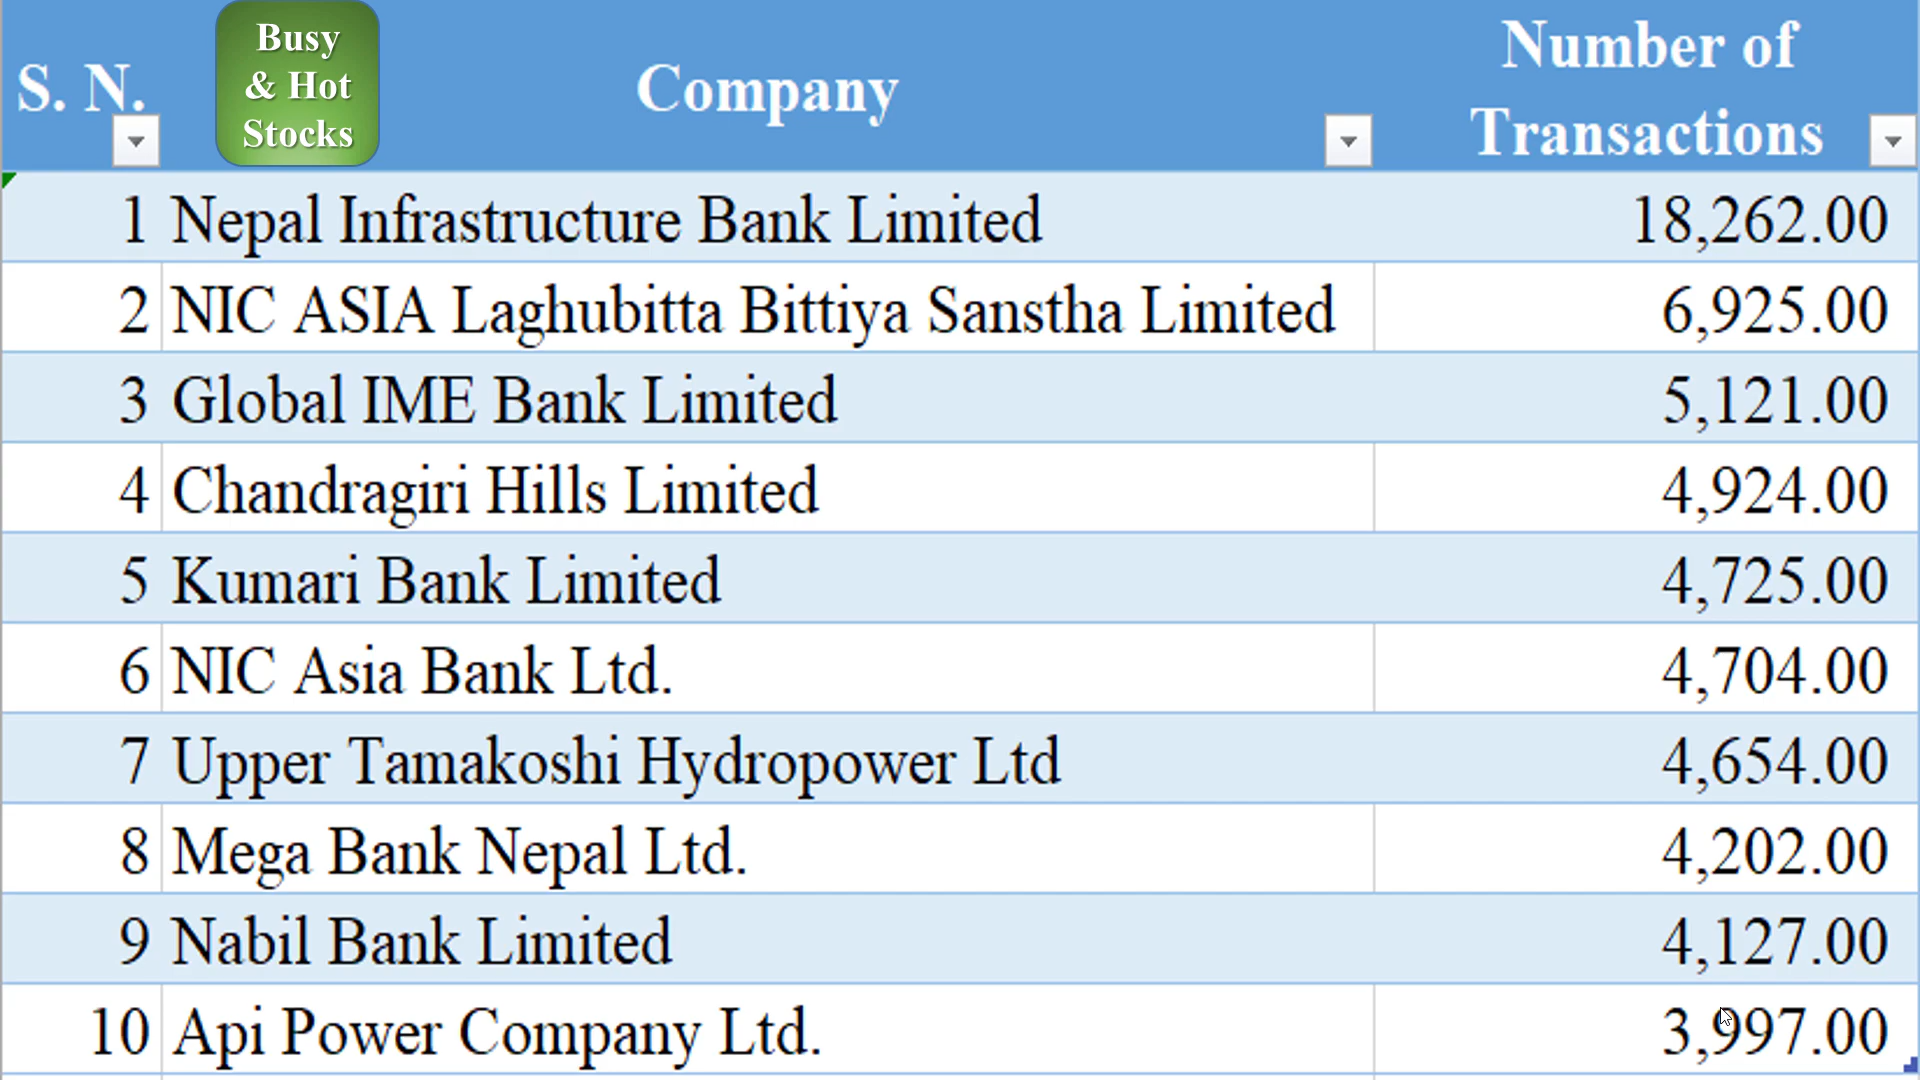 S. N.
Busy
& Hot
Stocks
Company
Number of
Transactions
1 Nepal Infrastructure Bank Limited 18,262.00
2 NIC ASIA Laghubitta Bittiya Sanstha Limited 6,925.00
3 Global IME Bank Limited 5,121.00
4 Chandragiri Hills Limited 4,924.00
5 Kumari Bank Limited 4,725.00
6 NIC Asia Bank Ltd. 4,704.00
7 Upper Tamakoshi Hydropower Ltd 4,654.00
8 Mega Bank Nepal Ltd. 4,202.00
9 Nabil Bank Limited 4,127.00
10 Api Power Company Ltd. 3,997.00